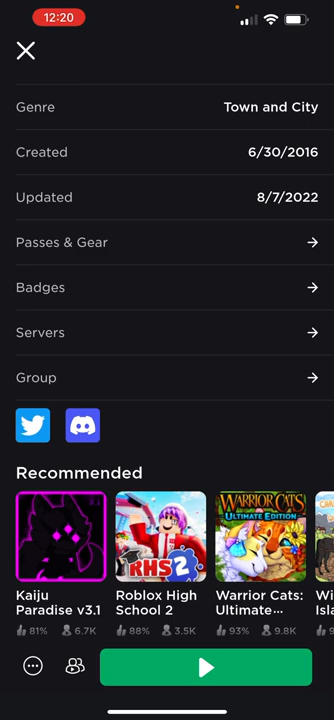 12:20
Genre Town and City
Created 6/30/2016
Updated 8/7/2022
Passes & Gear
Badges
Servers
Group
Recommended
RHS2
WARRIOR CATS
ULTIMATE EDITION
Kaiju Paradise v3.1
Roblox High School 2
Warrior Cats: Ultimate...
81% 6.7K
88% 3.5K
93% 9.8K